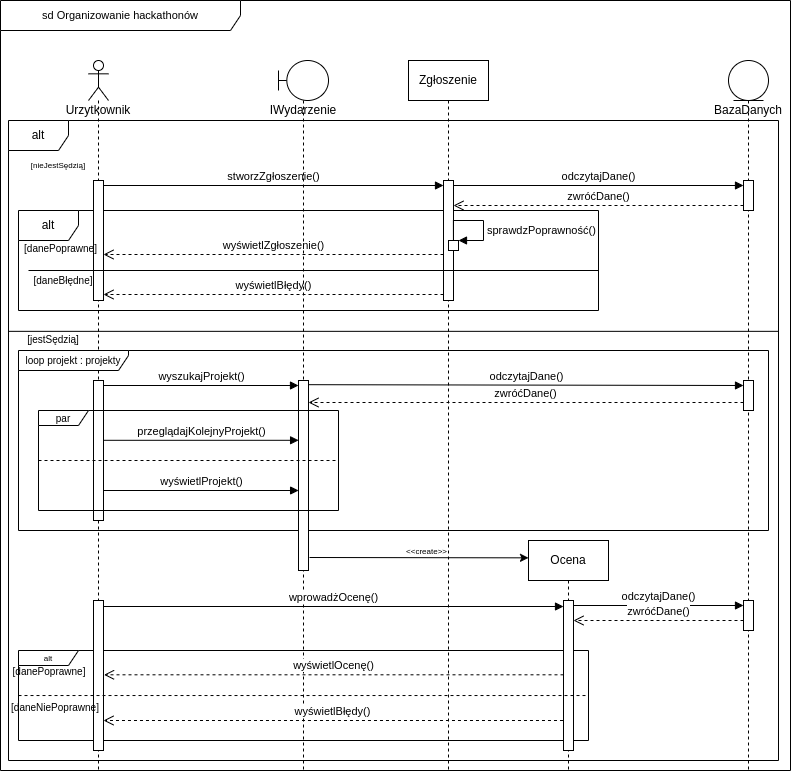 sd Organizowanie hackathonów
Urzytkownik
IWydarzenie
Zgłoszenie
BazaDanych
alt
[nieJestSędzią]
stworzZgłoszenie()
odczytajDane()
zwróćDane()
alt
sprawdzPoprawność()
[danePoprawne]
wyświetlZgłoszenie()
[daneBłędne]
wyświetlBłędy()
[jestSędzią]
loop projekt : projekty
wyszukajProjekt()
odczytajDane()
zwróćDane()
par
przeglądajKolejnyProjekt()
wyświetlProjekt()
<<create>>
Ocena
wprowadźOcenę()
odczytajDane()
zwróćDane()
alt
[danePoprawne]
wyświetlOcenę()
[daneNiePoprawne]
wyświetlBłędy()